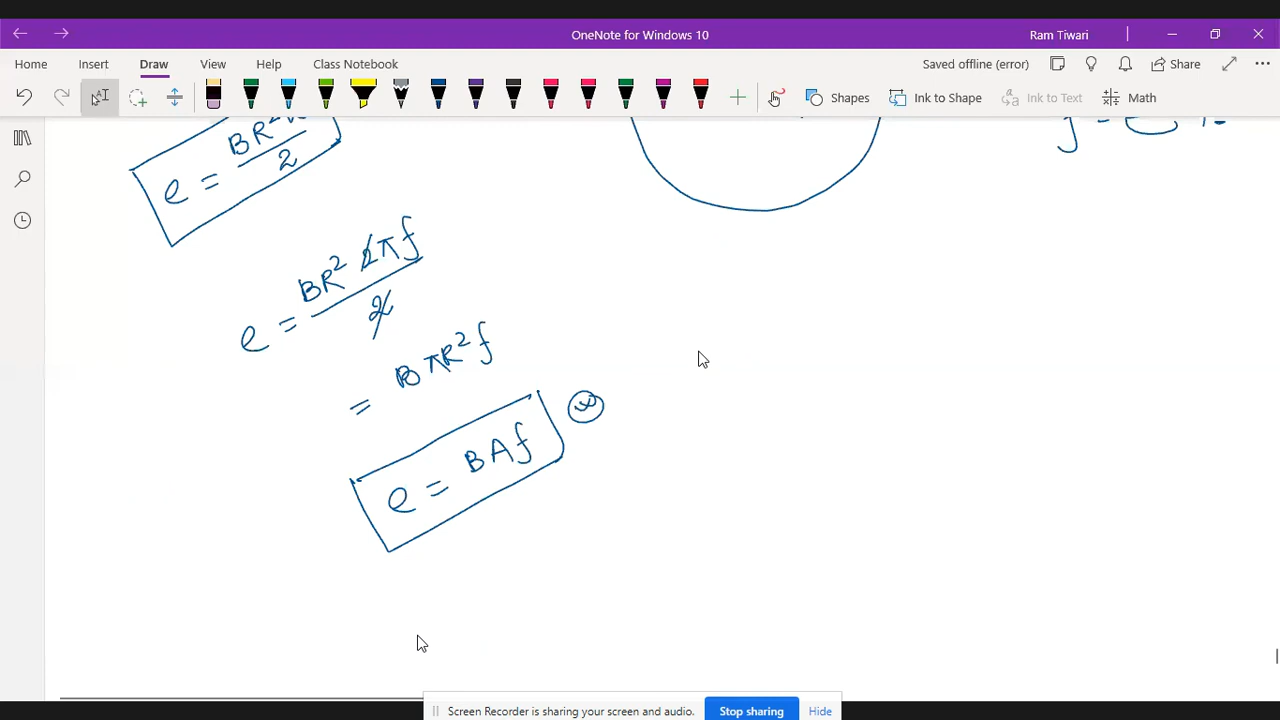 OneNote for Windows 10
Ram Tiwari
Home Insert Draw View Help Class Notebook
Saved offline (error) Share
Shapes Ink to Shape Ink to Text Math
e = BR²
2
e = BR² 2πf
2
= BπR²f
e = BAf
Screen Recorder is sharing your screen and audio. Stop sharing Hide